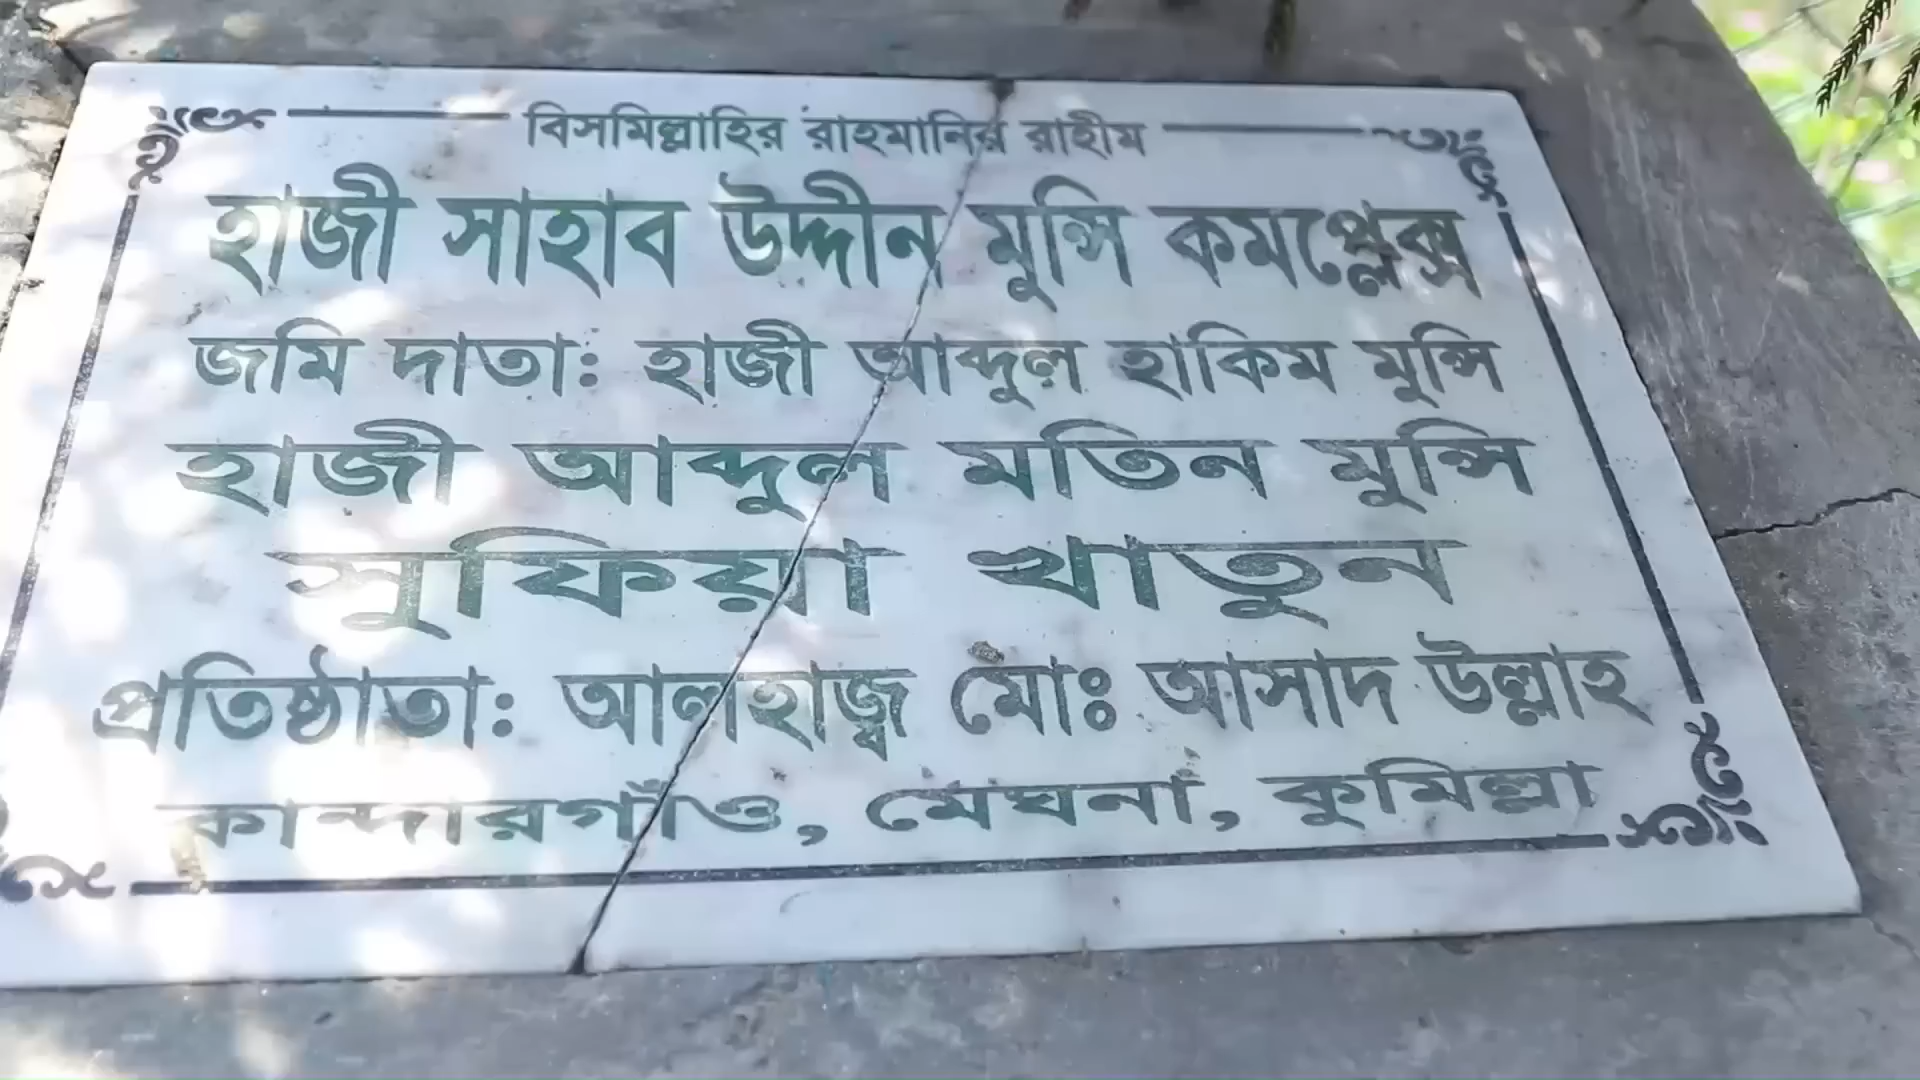 বিসমিল্লাহির রাহমানির রাহীম
হাজী সাহাব উদ্দীন মুন্সি কমপ্লেক্স
জমি দাতা: হাজী আব্দুল হাকিম মুন্সি
হাজী আব্দুল মতিন মুন্সি
সুফিয়া খাতুন
প্রতিষ্ঠাতা: আলহাজ্ব মোঃ আসাদ উল্লাহ
কান্দারগাঁও, মেঘনা, কুমিল্লা